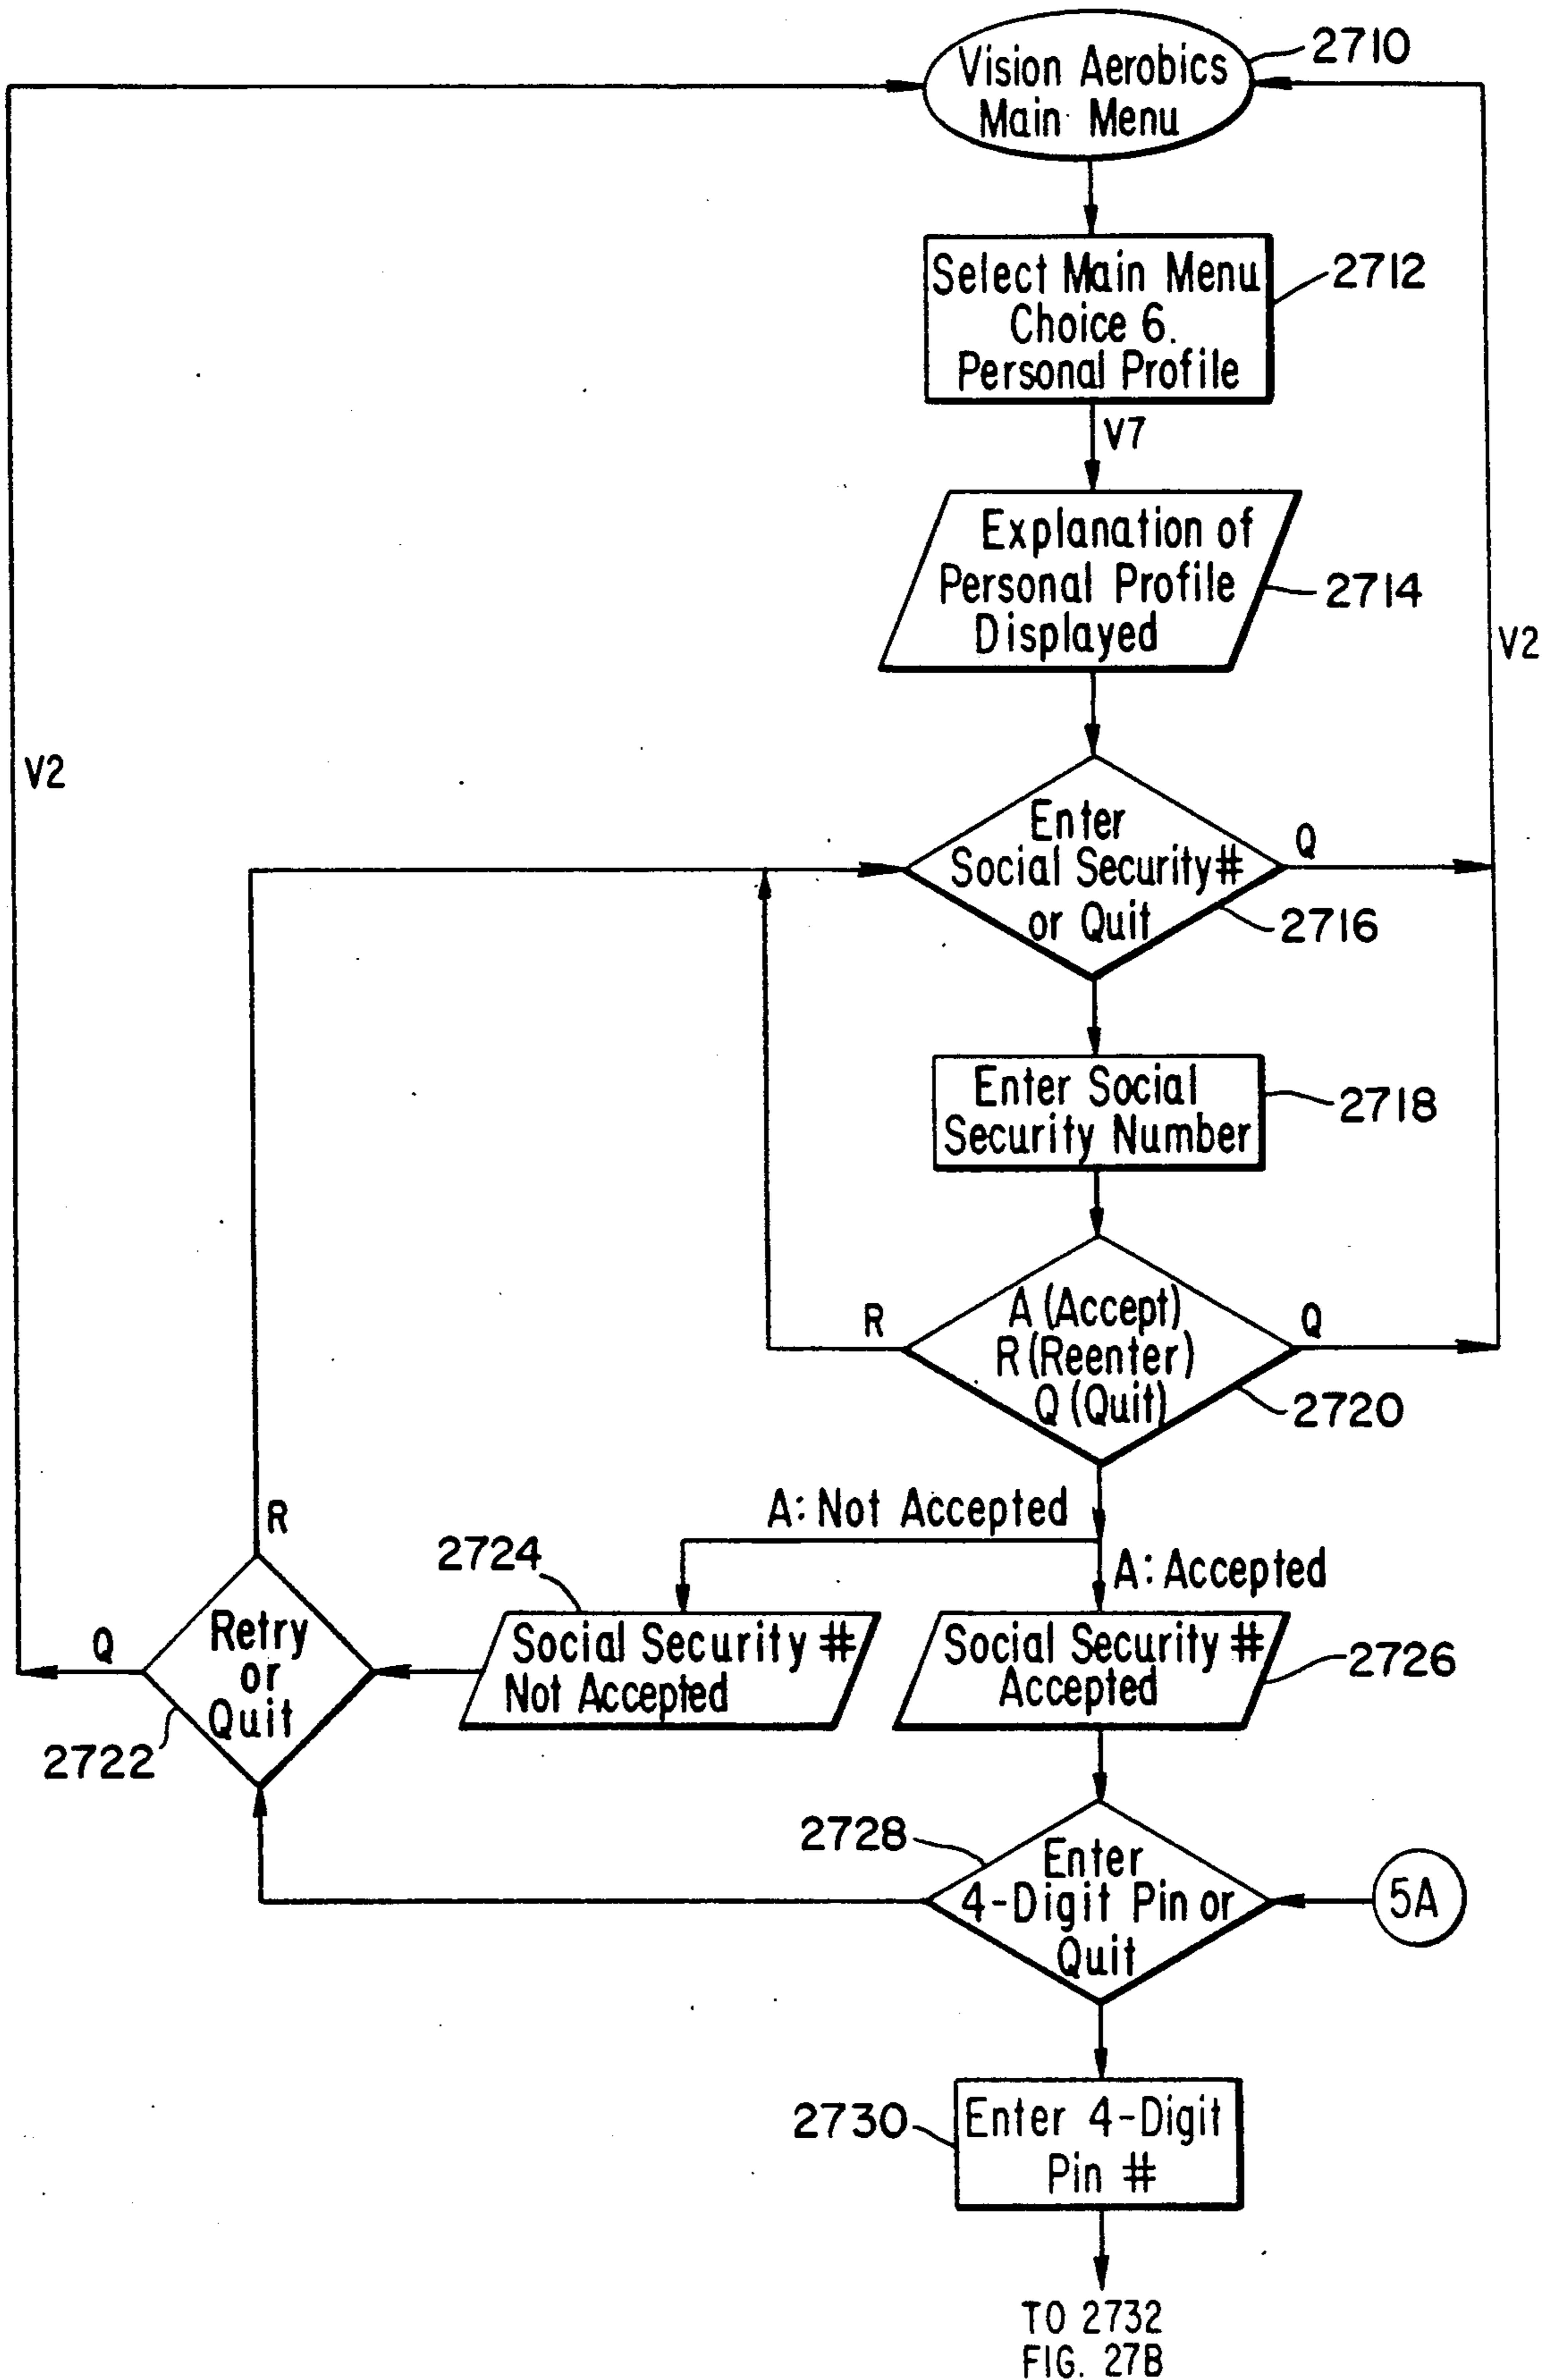 Vision Aerobics
Main Menu
2710
Select Main Menu
Choice 6.
Personal Profile
2712
V7
Explanation of
Personal Profile
Displayed
2714
V2
V2
Enter
Social Security #
or Quit
Q
2716
Enter Social
Security Number
2718
A (Accept)
R (Reenter)
Q (Quit)
R
Q
2720
A: Not Accepted
A: Accepted
R
2724
Retry
or
Quit
Q
2722
Social Security #
Not Accepted
Social Security #
Accepted
2726
2728
Enter
4-Digit Pin or
Quit
5A
2730
Enter 4-Digit
Pin #
TO 2732
FIG. 27B